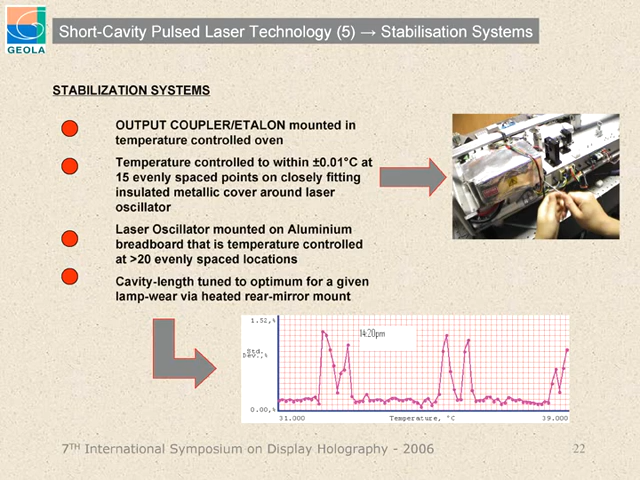 GEOLA
Short-Cavity Pulsed Laser Technology (5) → Stabilisation Systems
STABILIZATION SYSTEMS
OUTPUT COUPLER/ETALON mounted in
temperature controlled oven
Temperature controlled to within ±0.01°C at
15 evenly spaced points on closely fitting
insulated metallic cover around laser
oscillator
Laser Oscillator mounted on Aluminium
breadboard that is temperature controlled
at >20 evenly spaced locations
Cavity-length tuned to optimum for a given
lamp-wear via heated rear-mirror mount
1.52,%
14:20pm
Std.
Dev.,%
0.00,%
31.000 Temperature, °C 39.000
7TH International Symposium on Display Holography - 2006 22